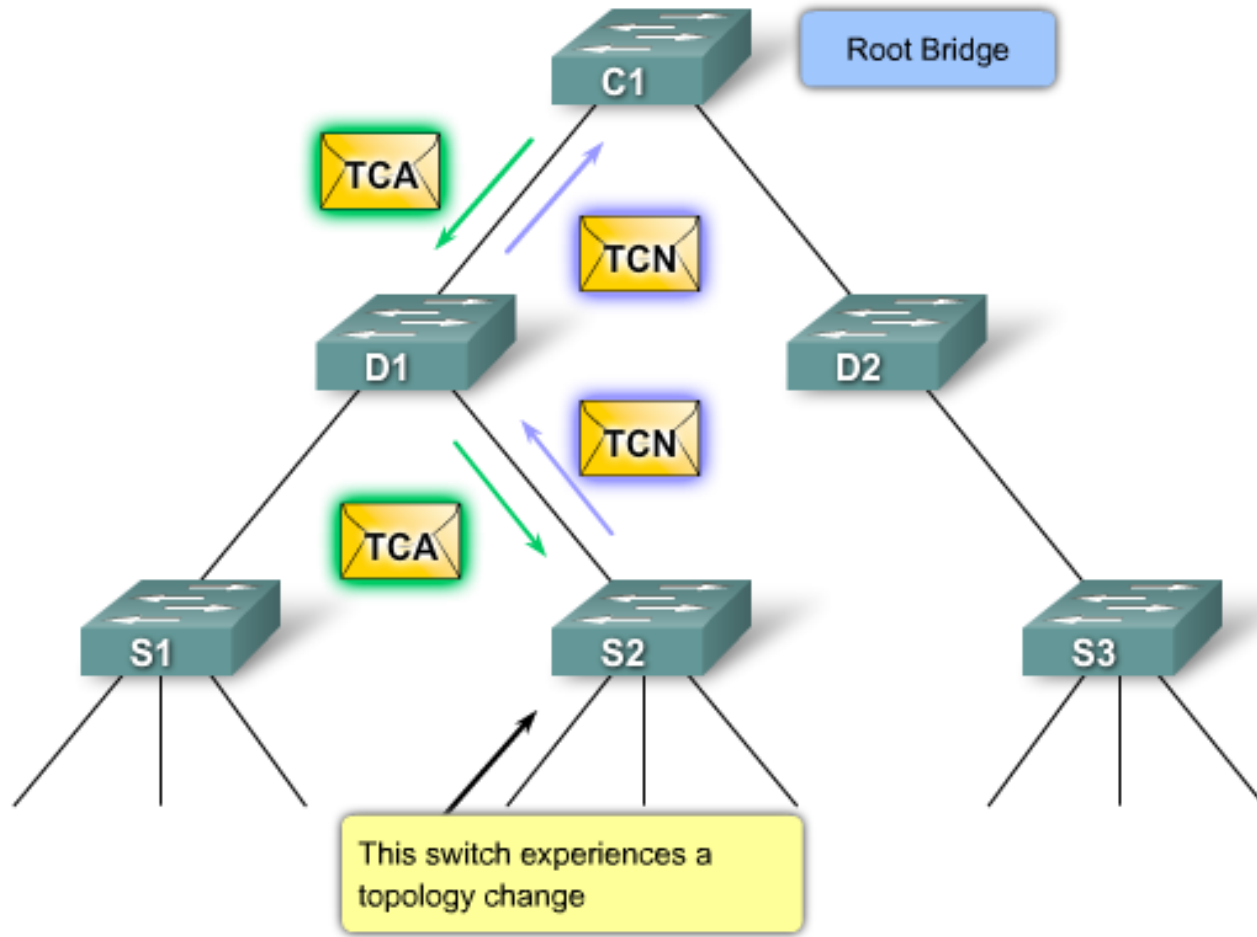 C1
Root Bridge
TCA
TCN
D1
D2
TCN
TCA
S1
S2
S3
This switch experiences a
topology change